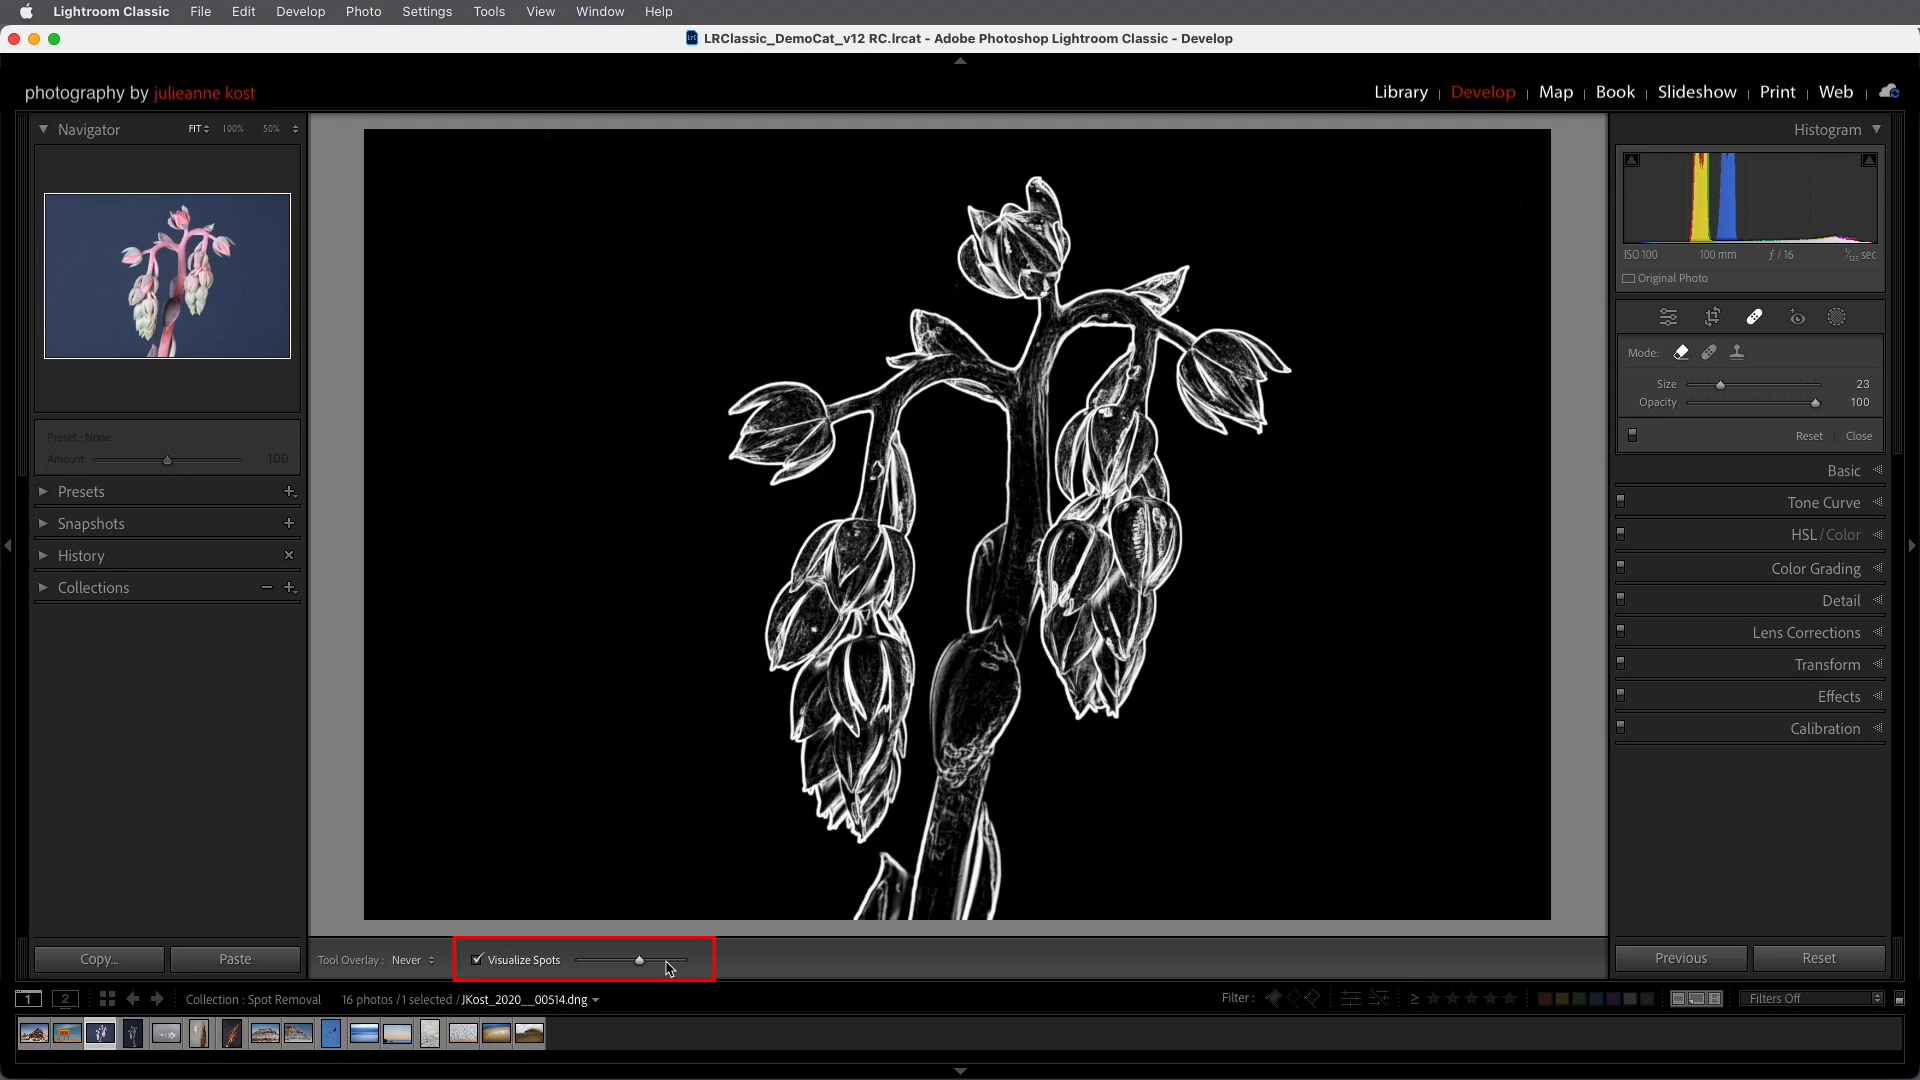 Lightroom Classic File Edit Develop Photo Settings Tools View Window Help
LrC LRClassic_DemoCat_v12 RC.lrcat - Adobe Photoshop Lightroom Classic - Develop
photography by julieanne kost
Library | Develop | Map | Book | Slideshow | Print | Web |
Navigator FIT 100% 50%
Preset : None
Amount 100
Presets
Snapshots
History
Collections
Copy... Paste
Tool Overlay : Never Visualize Spots
Histogram
ISO 100 100 mm ƒ / 16 1/125 sec
Original Photo
Mode:
Size 23
Opacity 100
Reset Close
Basic
Tone Curve
HSL / Color
Color Grading
Detail
Lens Corrections
Transform
Effects
Calibration
Previous Reset
1 2 Collection : Spot Removal 16 photos / 1 selected / JKost_2020__00514.dng Filter : ≥ Filters Off